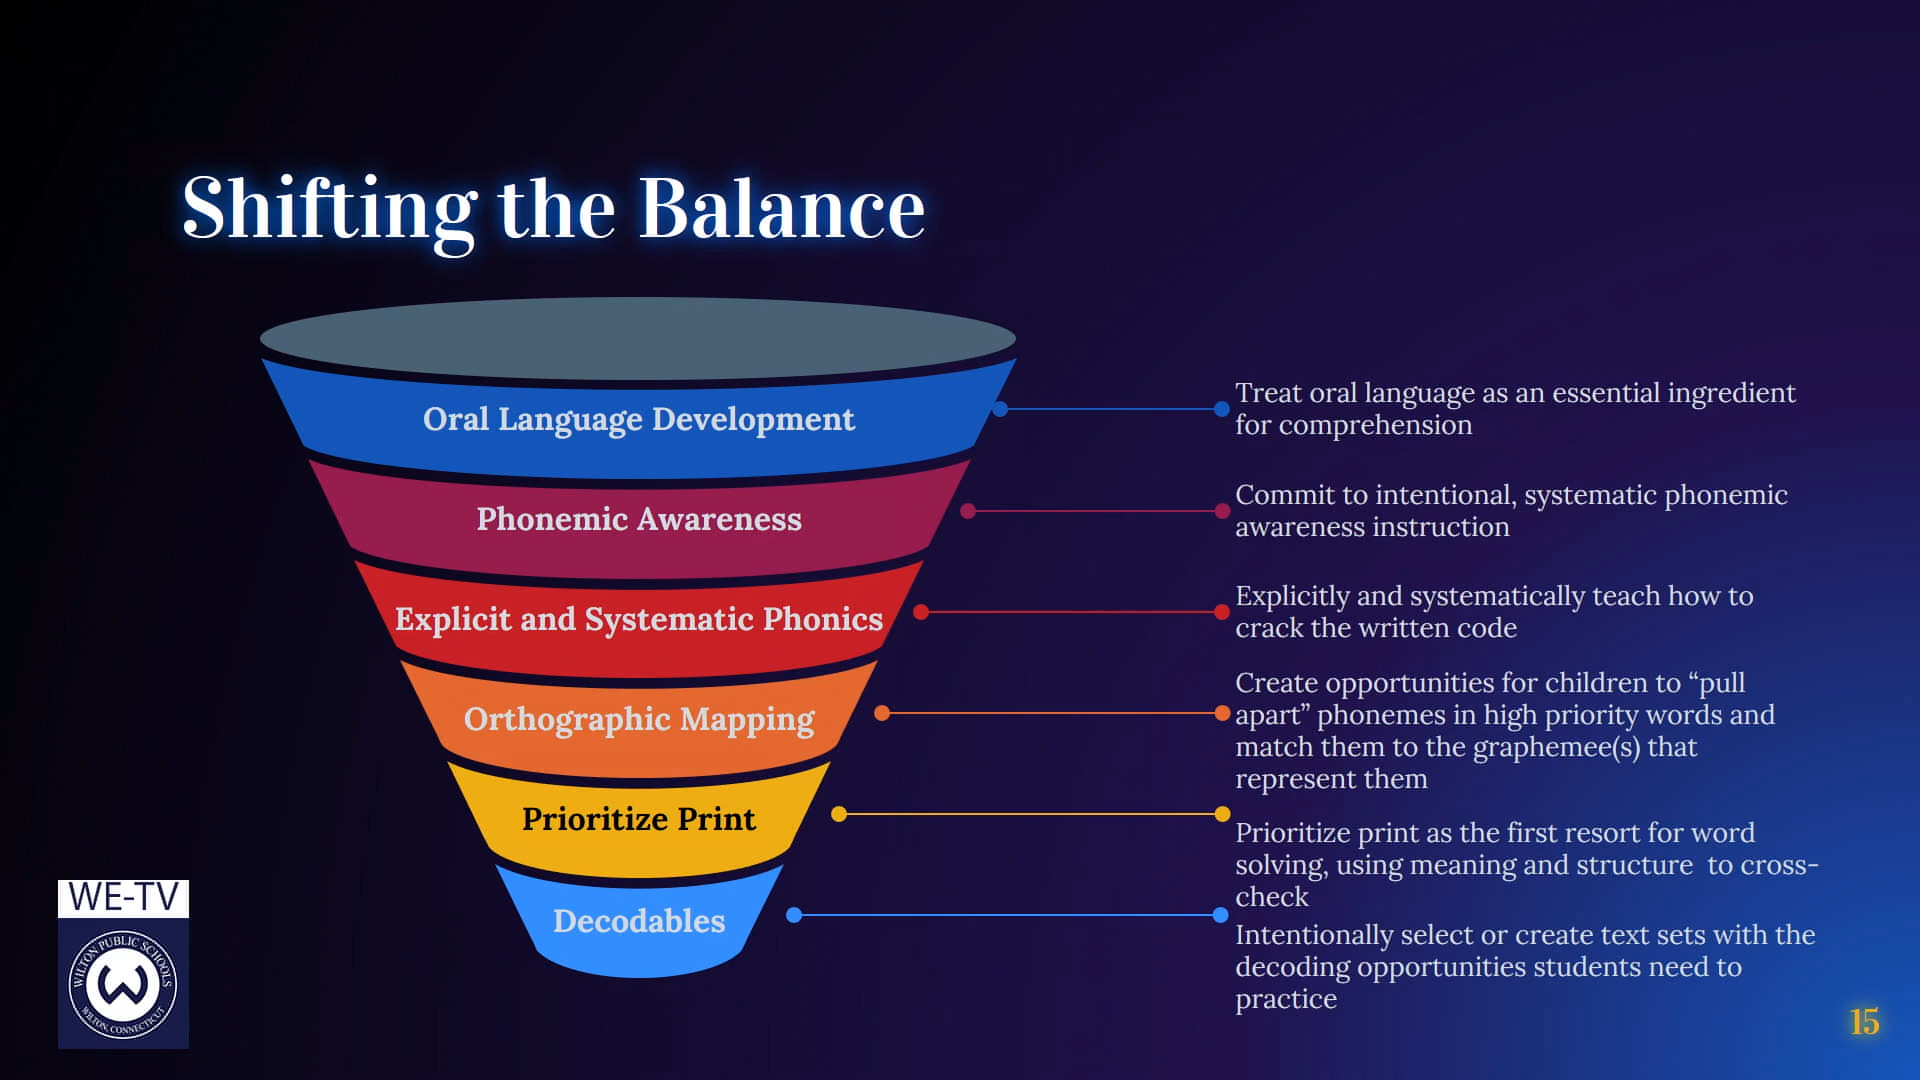 Shifting the Balance
Oral Language Development
Treat oral language as an essential ingredient
for comprehension
Phonemic Awareness
Commit to intentional, systematic phonemic
awareness instruction
Explicit and Systematic Phonics
Explicitly and systematically teach how to
crack the written code
Orthographic Mapping
Create opportunities for children to “pull
apart” phonemes in high priority words and
match them to the graphemee(s) that
represent them
Prioritize Print
Prioritize print as the first resort for word
solving, using meaning and structure  to cross-
check
Decodables
Intentionally select or create text sets with the
decoding opportunities students need to
practice
WE-TV
WILTON PUBLIC SCHOOLS
W
WILTON, CONNECTICUT
15